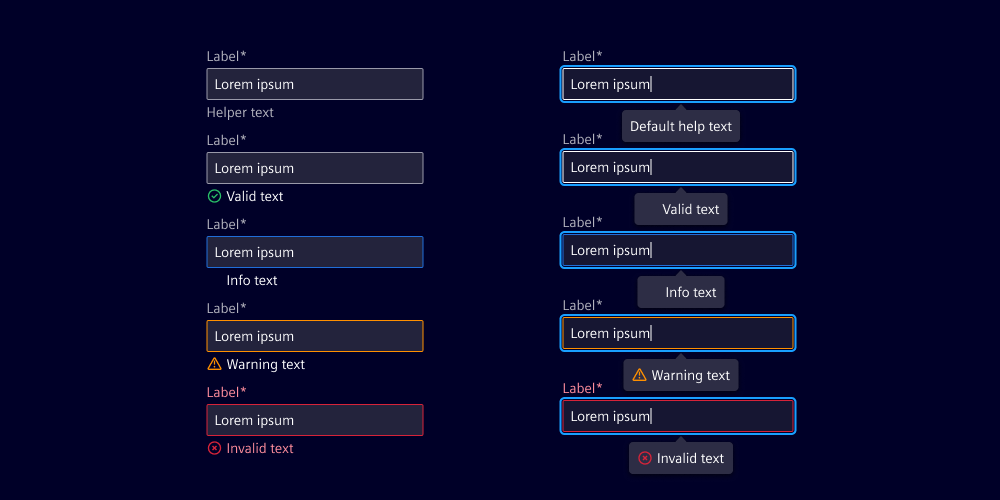 Label*
Lorem ipsum
Helper text
Label*
Lorem ipsum
Valid text
Label*
Lorem ipsum
Info text
Label*
Lorem ipsum
Warning text
Label*
Lorem ipsum
Invalid text
Label*
Lorem ipsum
Default help text
Label*
Lorem ipsum
Valid text
Label*
Lorem ipsum
Info text
Label*
Lorem ipsum
Warning text
Label*
Lorem ipsum
Invalid text